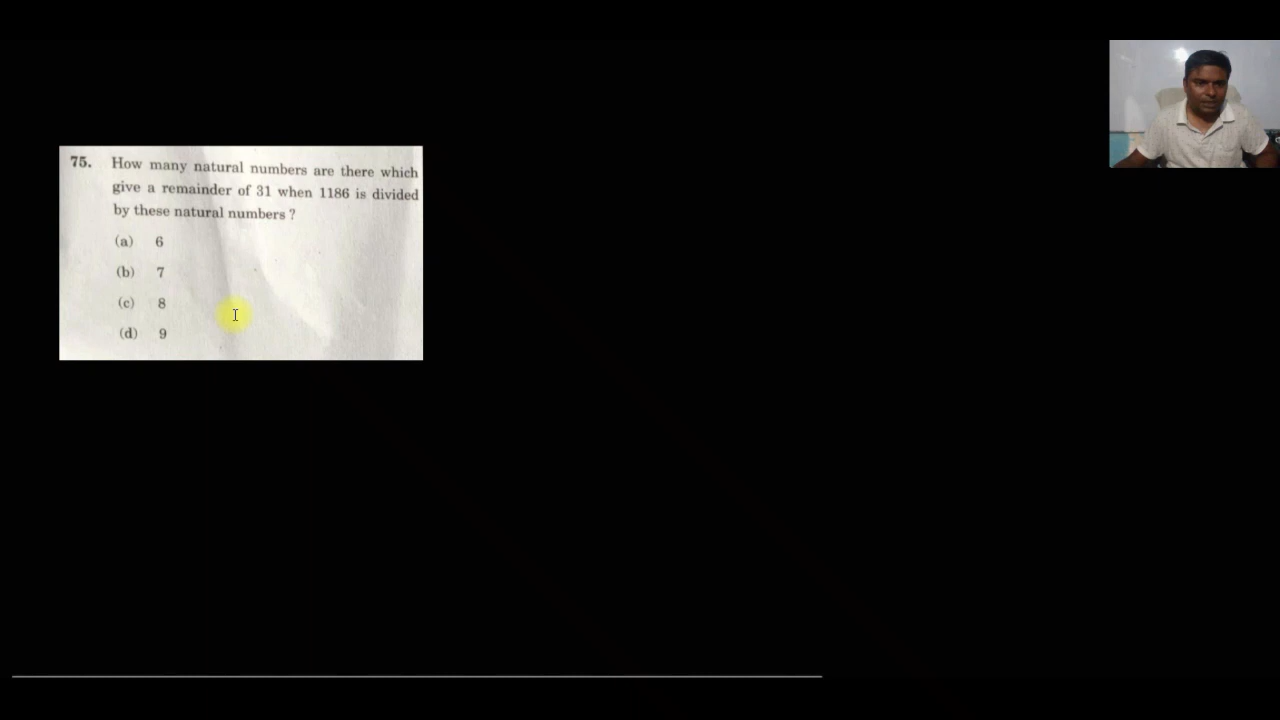 75. How many natural numbers are there which
give a remainder of 31 when 1186 is divided
by these natural numbers ?
(a) 6
(b) 7
(c) 8
(d) 9